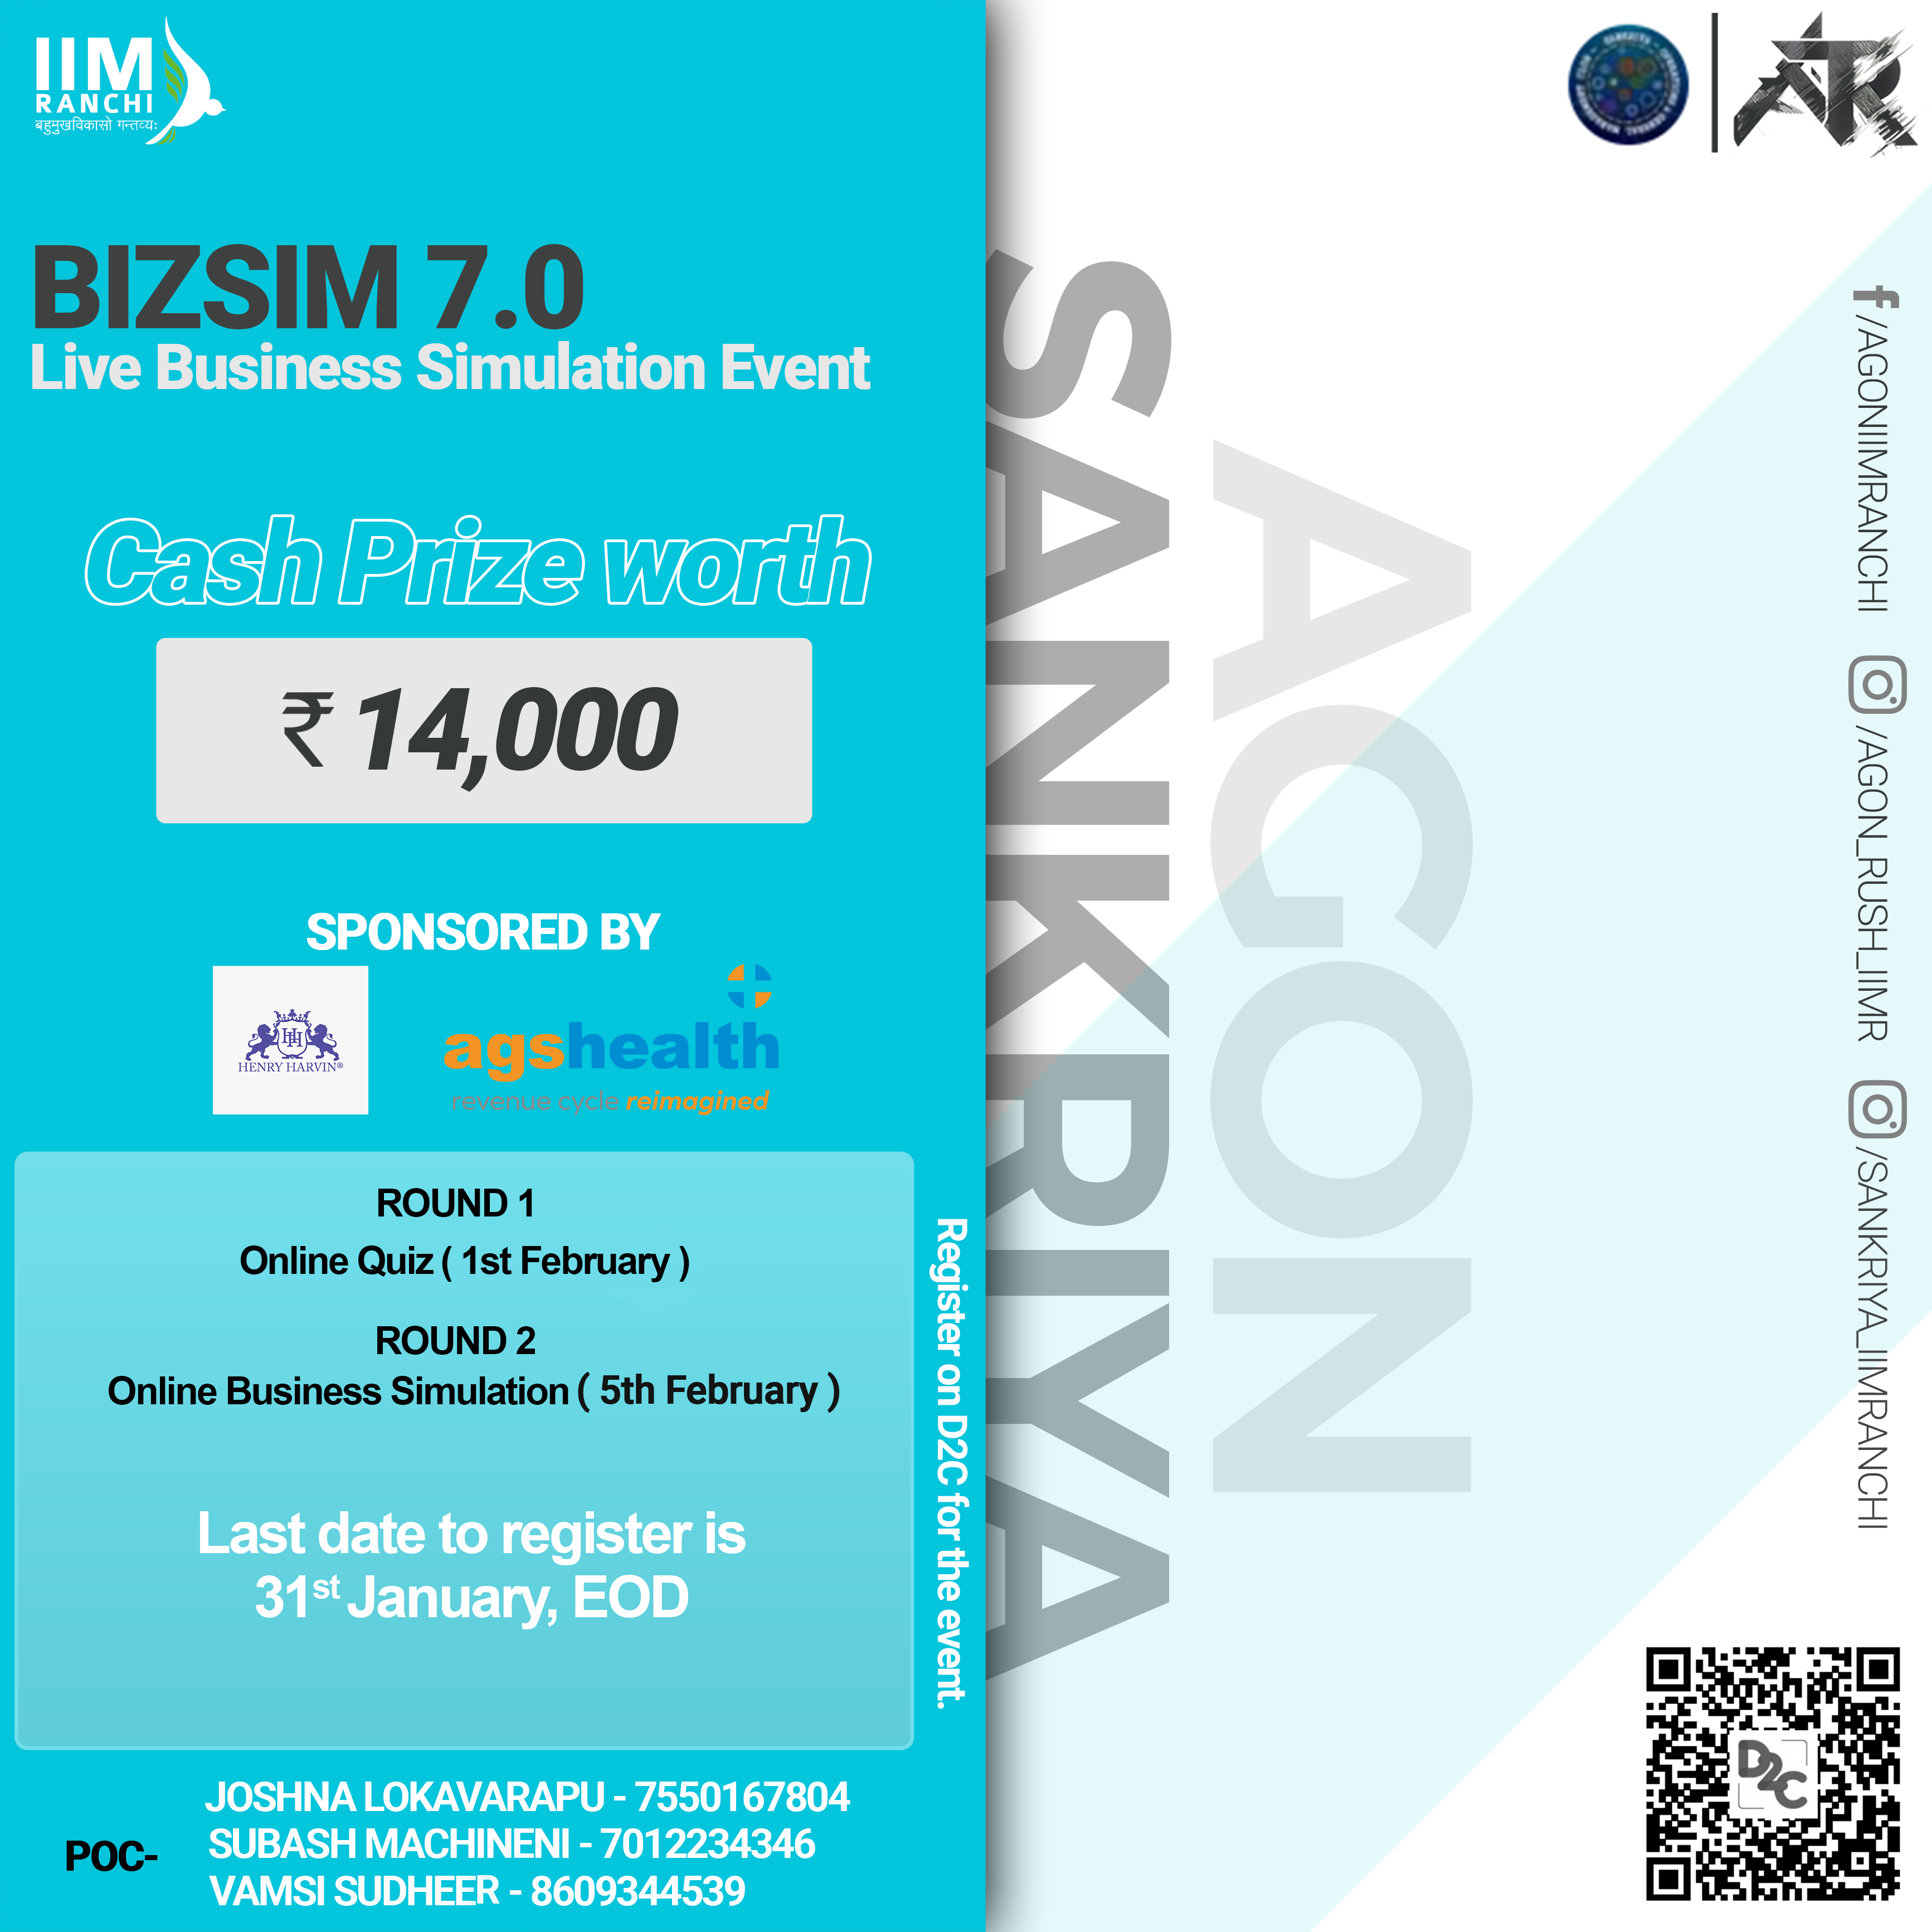 IIM
RANCHI
बहुमुखविकासो गन्तव्यः
AR
BIZSIM 7.0
Live Business Simulation Event
Cash Prize worth
₹ 14,000
SPONSORED BY
HH
HENRY HARVIN®
agshealth
revenue cycle reimagined
ROUND 1
Online Quiz ( 1st February )
ROUND 2
Online Business Simulation ( 5th February )
Last date to register is
31st January, EOD
Register on D2C for the event.
POC-
JOSHNA LOKAVARAPU - 7550167804
SUBASH MACHINENI - 7012234346
VAMSI SUDHEER - 8609344539
SANKRIYA
AGON
/AGONIIMRANCHI
/AGON_RUSH_IIMR
/SANKRIYA_IIMRANCHI
D2C